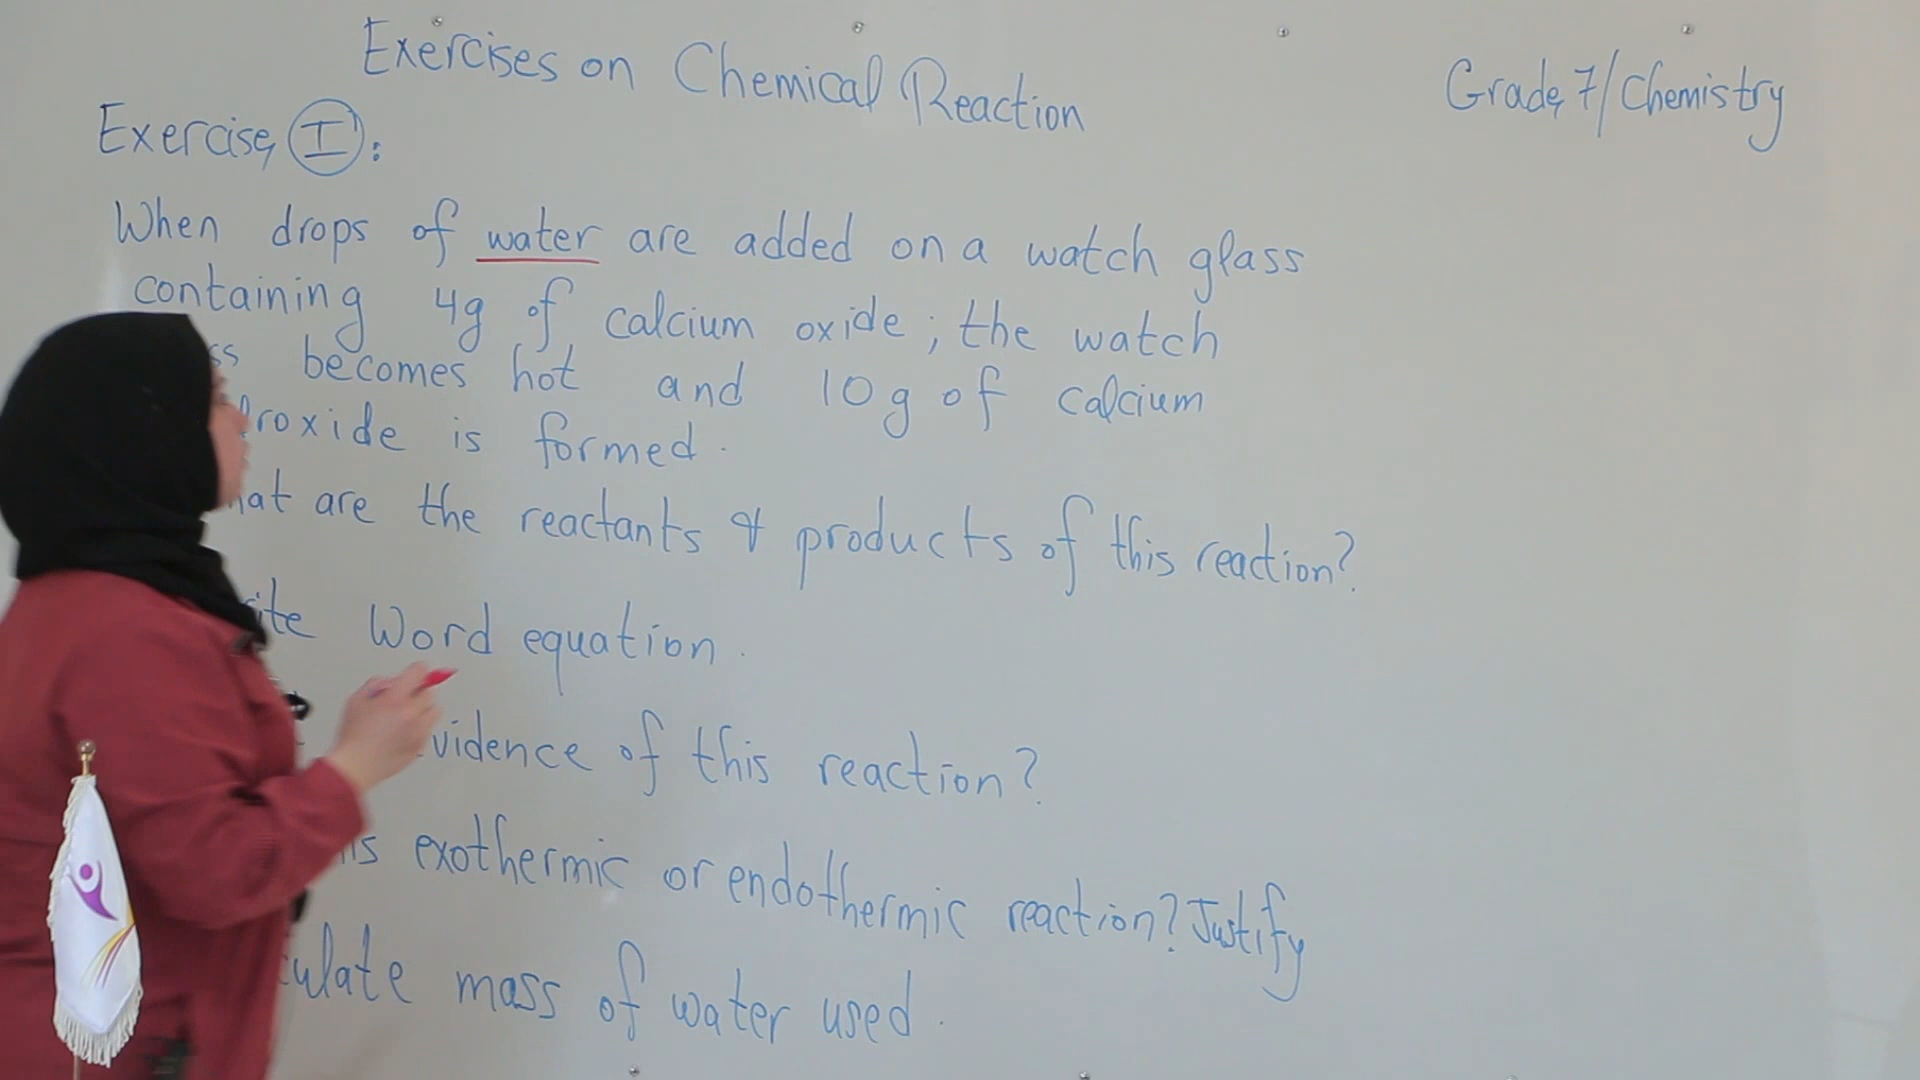 Exercises on Chemical Reaction
Grade 7/Chemistry
Exercise I:
When drops of water are added on a watch glass
containing 4g of calcium oxide; the watch
becomes hot and 10g of calcium
roxide is formed.
at are the reactants & products of this reaction?
ite Word equation.
vidence of this reaction?
is exothermic or endothermic reaction? Justify
culate mass of water used.